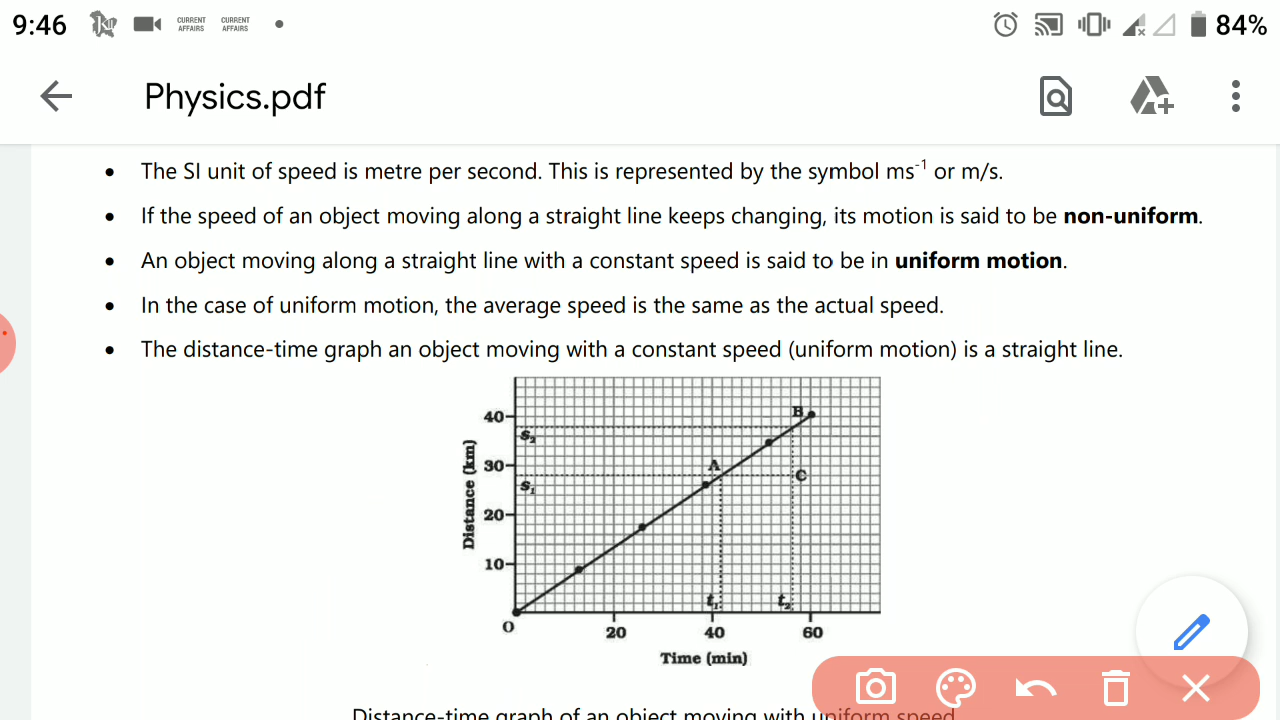 9:46
CURRENT AFFAIRS
CURRENT AFFAIRS
84%
Physics.pdf
• The SI unit of speed is metre per second. This is represented by the symbol ms⁻¹ or m/s.
• If the speed of an object moving along a straight line keeps changing, its motion is said to be non-uniform.
• An object moving along a straight line with a constant speed is said to be in uniform motion.
• In the case of uniform motion, the average speed is the same as the actual speed.
• The distance-time graph an object moving with a constant speed (uniform motion) is a straight line.
Distance (km)
40
30
20
10
s₂
s₁
A
B
C
t₁
t₂
O
20
40
60
Time (min)
Distance-time graph of an object moving with uniform speed